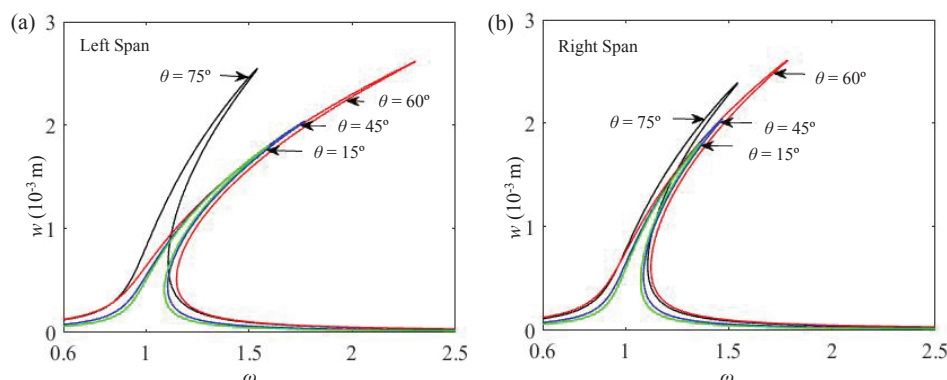 (a)
3
2
1
0
w (10⁻³ m)
Left Span
θ = 75º
θ = 60º
θ = 45º
θ = 15º
0.6 1 1.5 2 2.5
ω
(b)
3
2
1
0
w (10⁻³ m)
Right Span
θ = 60º
θ = 75º
θ = 45º
θ = 15º
0.6 1 1.5 2 2.5
ω